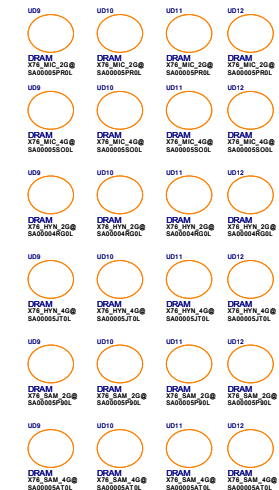 UD9 UD10 UD11 UD12
DRAM DRAM DRAM DRAM
X76_MIC_2G@ X76_MIC_2G@ X76_MIC_2G@ X76_MIC_2G@
SA00005PR0L SA00005PR0L SA00005PR0L SA00005PR0L
UD9 UD10 UD11 UD12
DRAM DRAM DRAM DRAM
X76_MIC_4G@ X76_MIC_4G@ X76_MIC_4G@ X76_MIC_4G@
SA00005SO0L SA00005SO0L SA00005SO0L SA00005SO0L
UD9 UD10 UD11 UD12
DRAM DRAM DRAM DRAM
X76_HYN_2G@ X76_HYN_2G@ X76_HYN_2G@ X76_HYN_2G@
SA00004RG0L SA00004RG0L SA00004RG0L SA00004RG0L
UD9 UD10 UD11 UD12
DRAM DRAM DRAM DRAM
X76_HYN_4G@ X76_HYN_4G@ X76_HYN_4G@ X76_HYN_4G@
SA00005JT0L SA00005JT0L SA00005JT0L SA00005JT0L
UD9 UD10 UD11 UD12
DRAM DRAM DRAM DRAM
X76_SAM_2G@ X76_SAM_2G@ X76_SAM_2G@ X76_SAM_2G@
SA00005P90L SA00005P90L SA00005P90L SA00005P90L
UD9 UD10 UD11 UD12
DRAM DRAM DRAM DRAM
X76_SAM_4G@ X76_SAM_4G@ X76_SAM_4G@ X76_SAM_4G@
SA00005AT0L SA00005AT0L SA00005AT0L SA00005AT0L